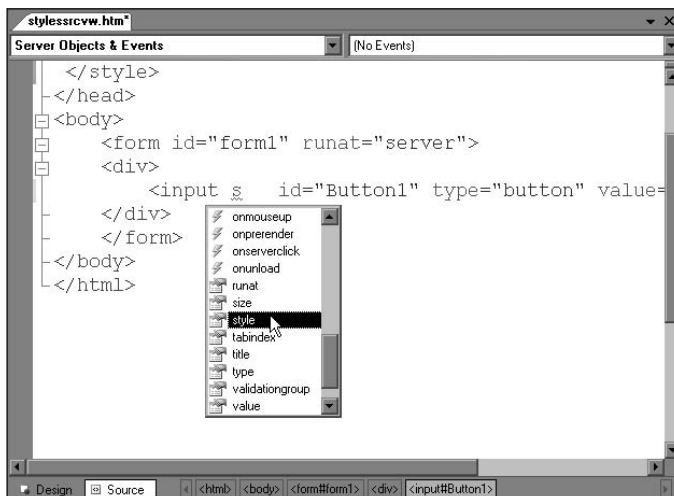 stylessrcvw.htm*
Server Objects & Events (No Events)
</style>
</head>
<body>
<form id="form1" runat="server">
<div>
<input s id="Button1" type="button" value=
</div>
</form>
</body>
</html>
onmouseup
onprerender
onserverclick
onunload
runat
size
style
tabindex
title
type
validationgroup
value
Design Source <html> <body> <form#form1> <div> <input#Button1>